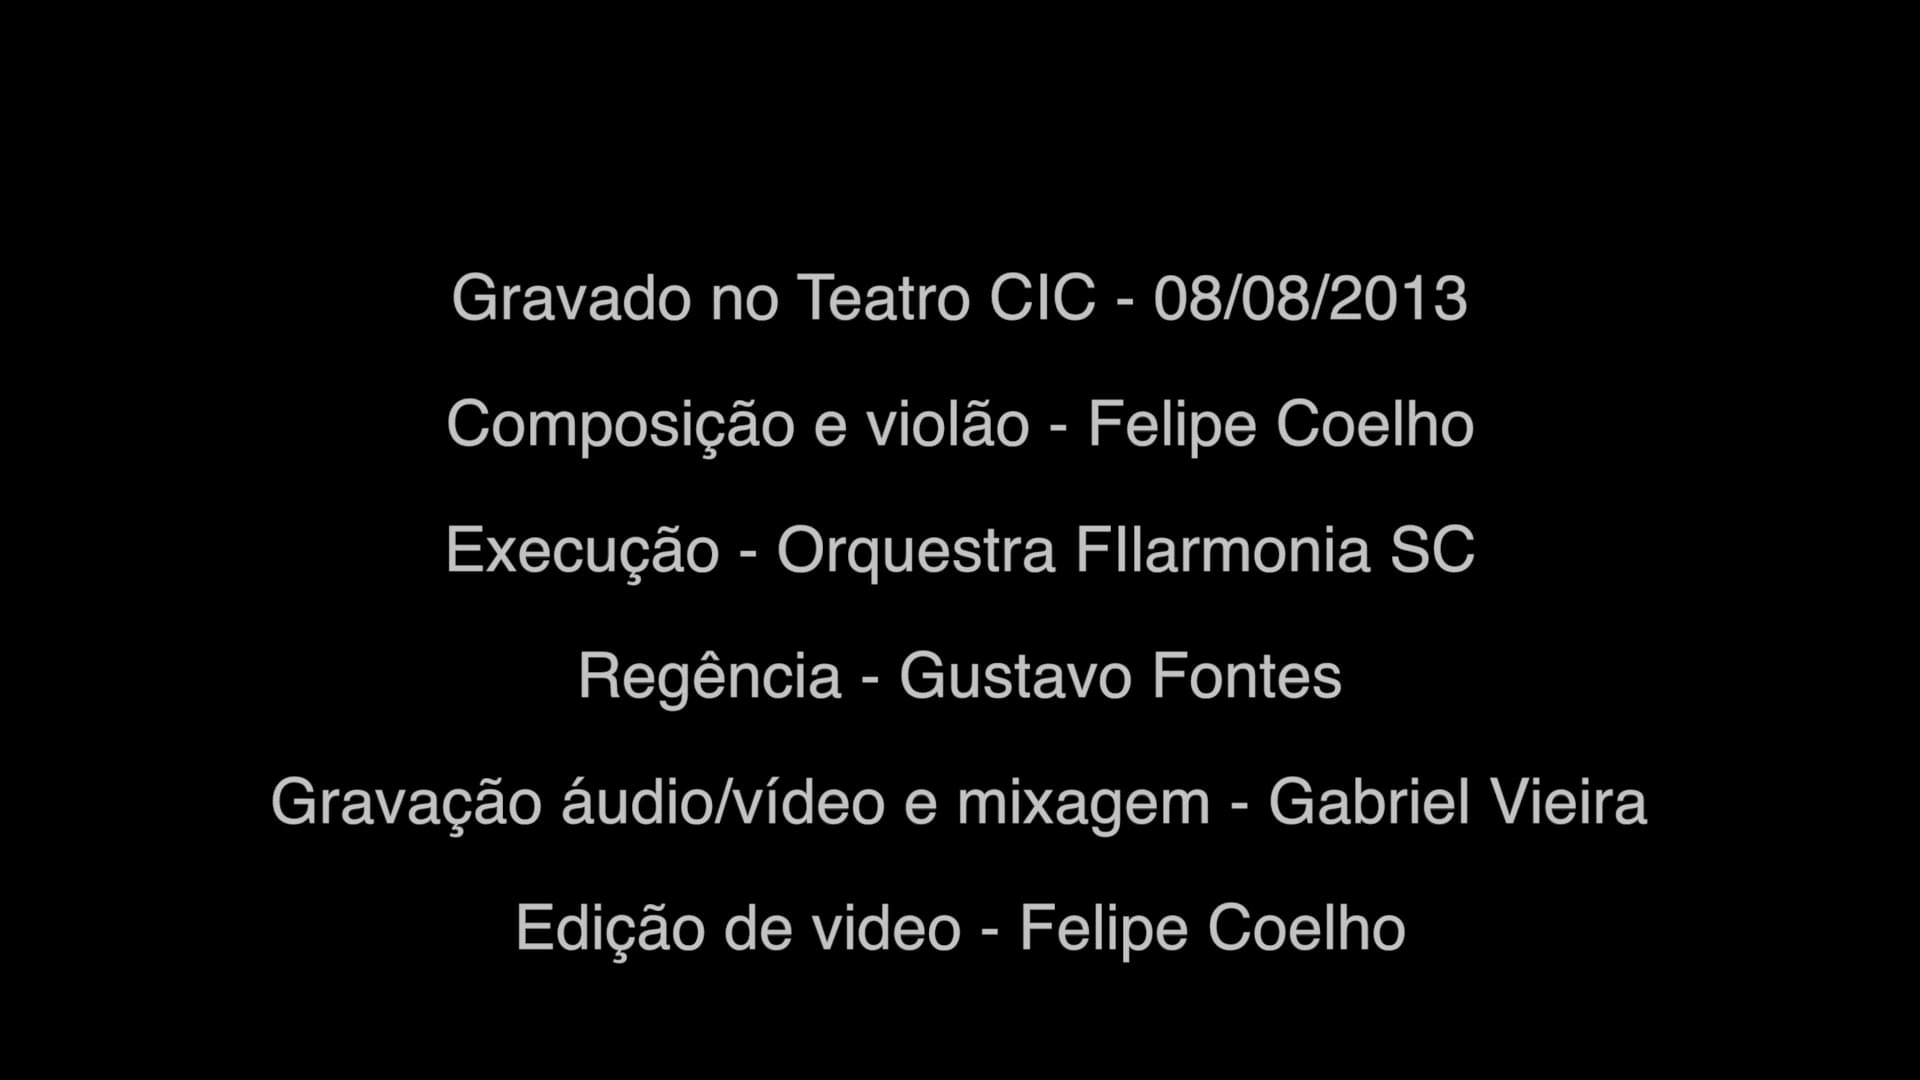 Gravado no Teatro CIC - 08/08/2013
Composição e violão - Felipe Coelho
Execução - Orquestra FIlarmonia SC
Regência - Gustavo Fontes
Gravação áudio/vídeo e mixagem - Gabriel Vieira
Edição de video - Felipe Coelho